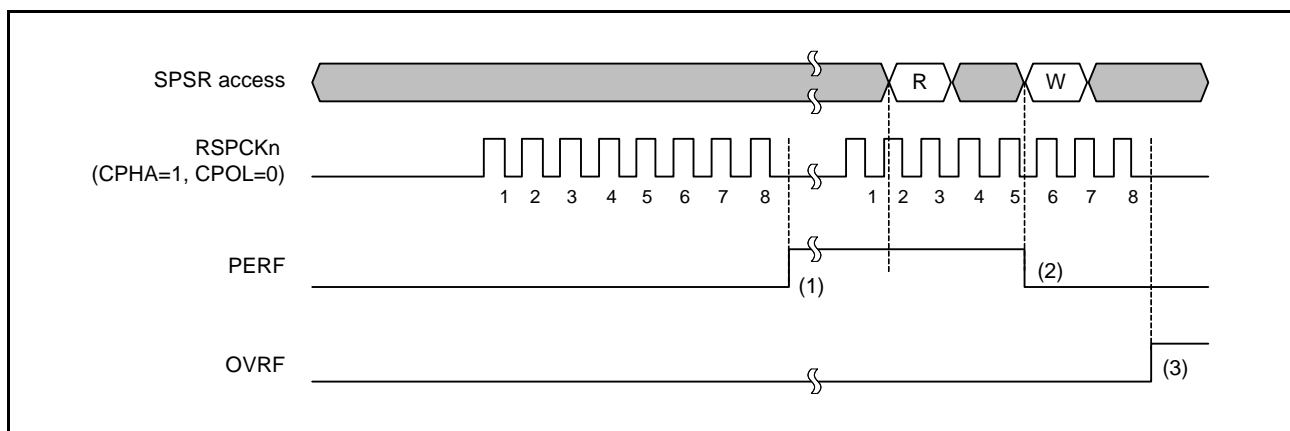 SPSR access
R
W
RSPCKn
(CPHA=1, CPOL=0)
1 2 3 4 5 6 7 8 1 2 3 4 5 6 7 8
PERF
(1)
(2)
OVRF
(3)